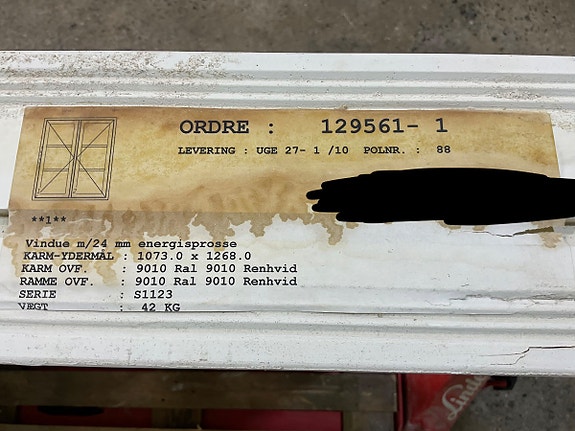 ORDRE : 129561- 1
LEVERING : UGE 27- 1 /10 POLNR. : 88
**1**
Vindue m/24 mm energisprosse
KARM-YDERMÅL : 1073.0 x 1268.0
KARM OVF. : 9010 Ral 9010 Renhvid
RAMME OVF. : 9010 Ral 9010 Renhvid
SERIE : S1123
VÆGT : 42 KG